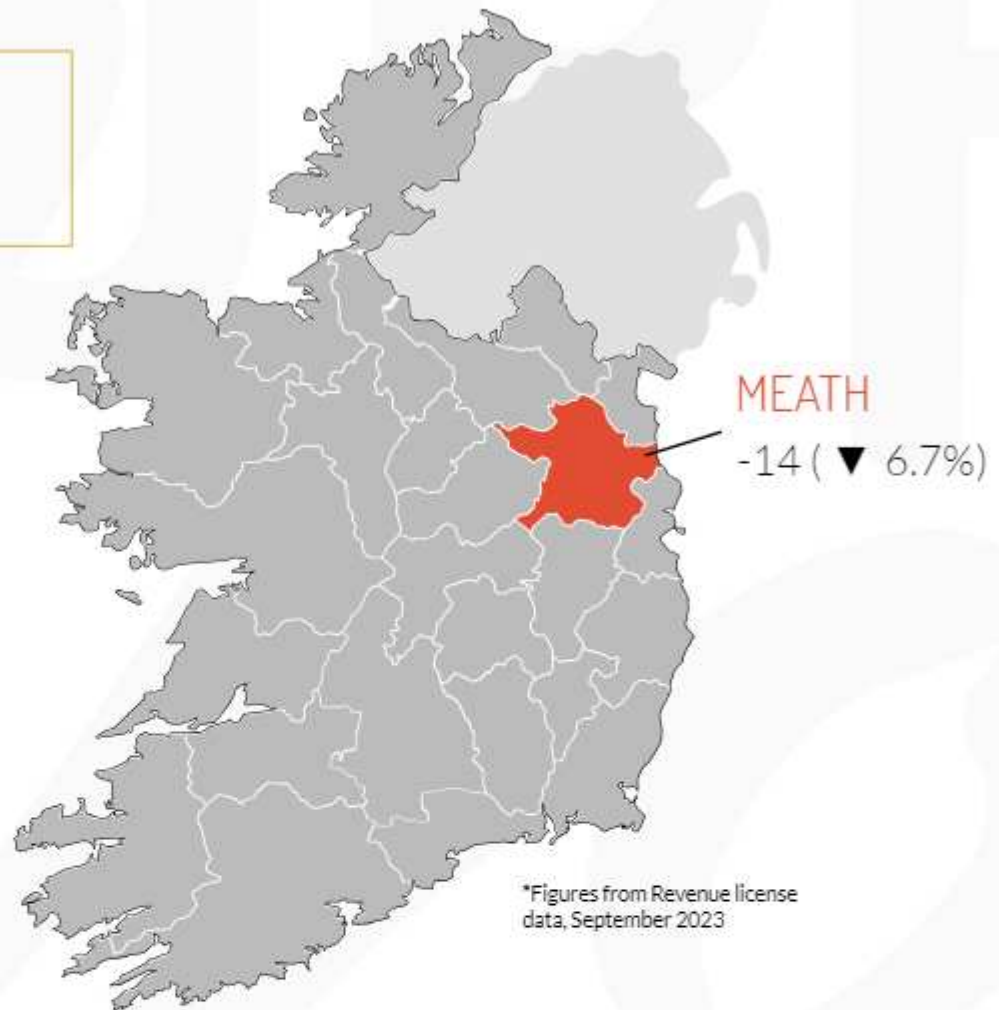 MEATH
-14 ( ▼ 6.7%)
*Figures from Revenue license
data, September 2023